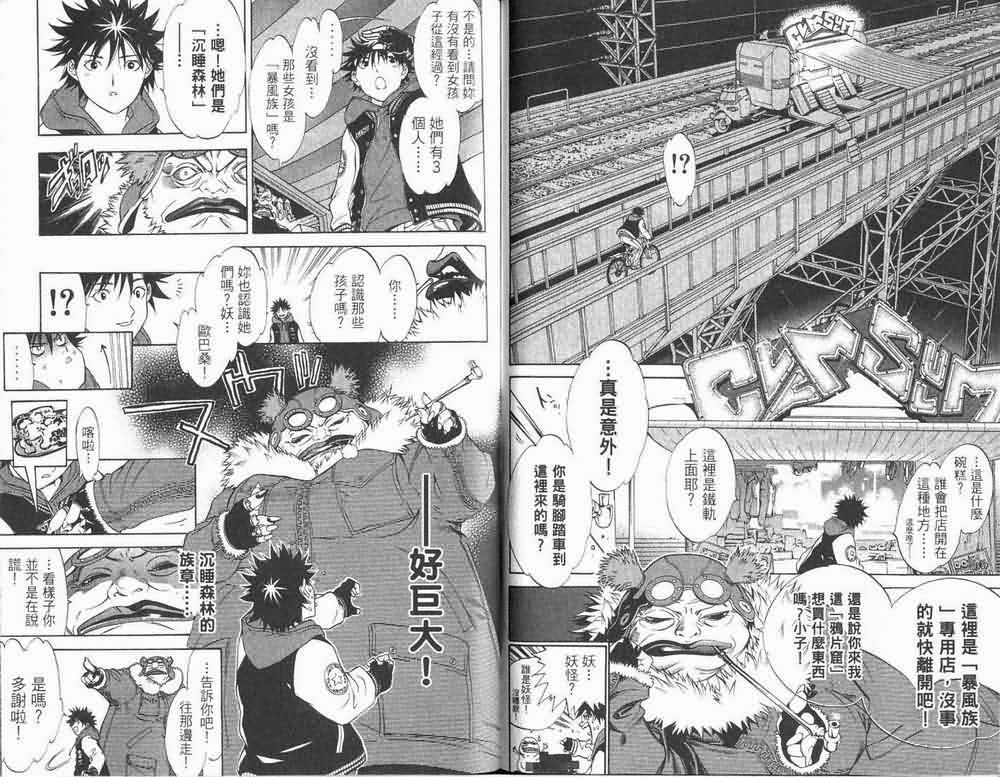 CLMSUM
!?
CLMSUM
…真是意外！
你是騎腳踏車到
這裡來的嗎？
這裡是鐵軌
上面耶？
…這是什麼
碗糕？
誰會把店開在
這種地方……
這裡是「暴風族
」專用店，沒事
的就快離開吧！
還是說你來我
這「鴉片窟」
想買什麼東西
嗎？小子！
妖
怪？
誰是妖怪！
沒禮貌
不是的…請問妳
有沒有看到女孩
子從這經過？
她們有3
個人……
沒看到…
那些女孩是
「暴風族」嗎？
…嗯！她們是
「沉睡森林」
你……
認識那些
孩子嗎？
妳也認識她
們嗎？妖…
歐巴桑！
!?
……
喀啦…
——好巨大！
沉睡森林的
族章……
…看樣子你
並不是在說
謊！
…告訴你吧！
往那邊走！
是嗎？
多謝啦！